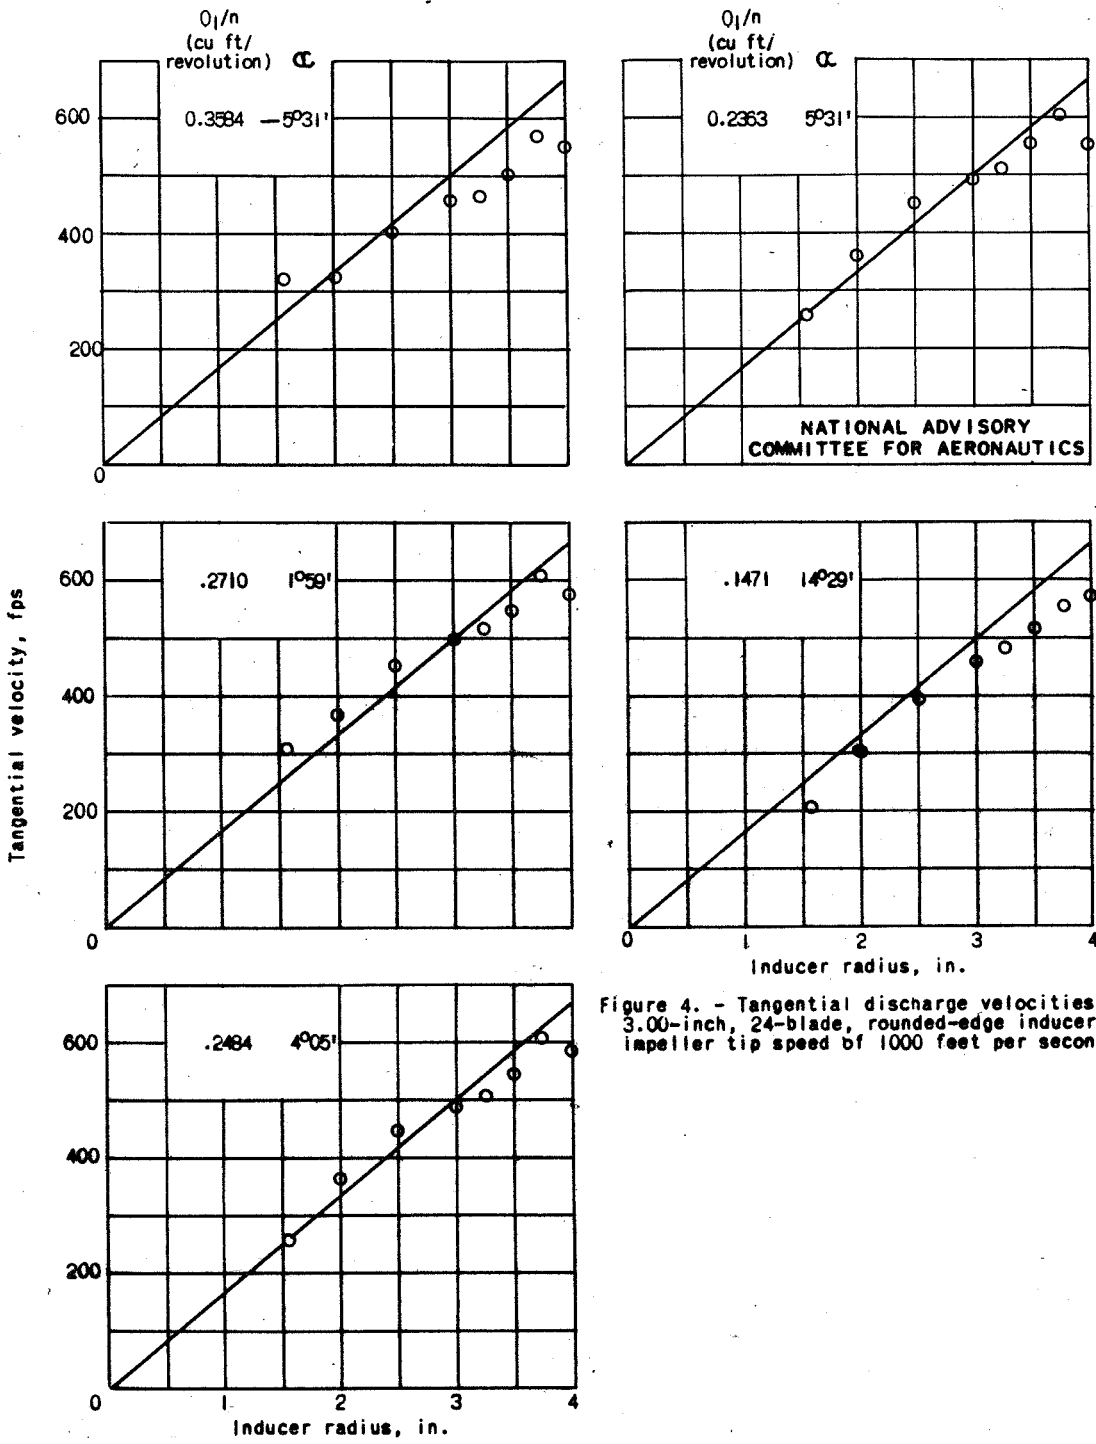 Q₁/n
(cu ft/
revolution) α
0.3584 —5°31'
600
400
200
0
Q₁/n
(cu ft/
revolution) α
0.2363 5°31'
NATIONAL ADVISORY
COMMITTEE FOR AERONAUTICS
Tangential velocity, fps
.2710 1°59'
600
400
200
0
.1471 14°29'
0 1 2 3 4
Inducer radius, in.
.2484 4°05'
600
400
200
0 1 2 3 4
Inducer radius, in.
Figure 4. - Tangential discharge velocities
3.00-inch, 24-blade, rounded-edge inducer
impeller tip speed of 1000 feet per secon